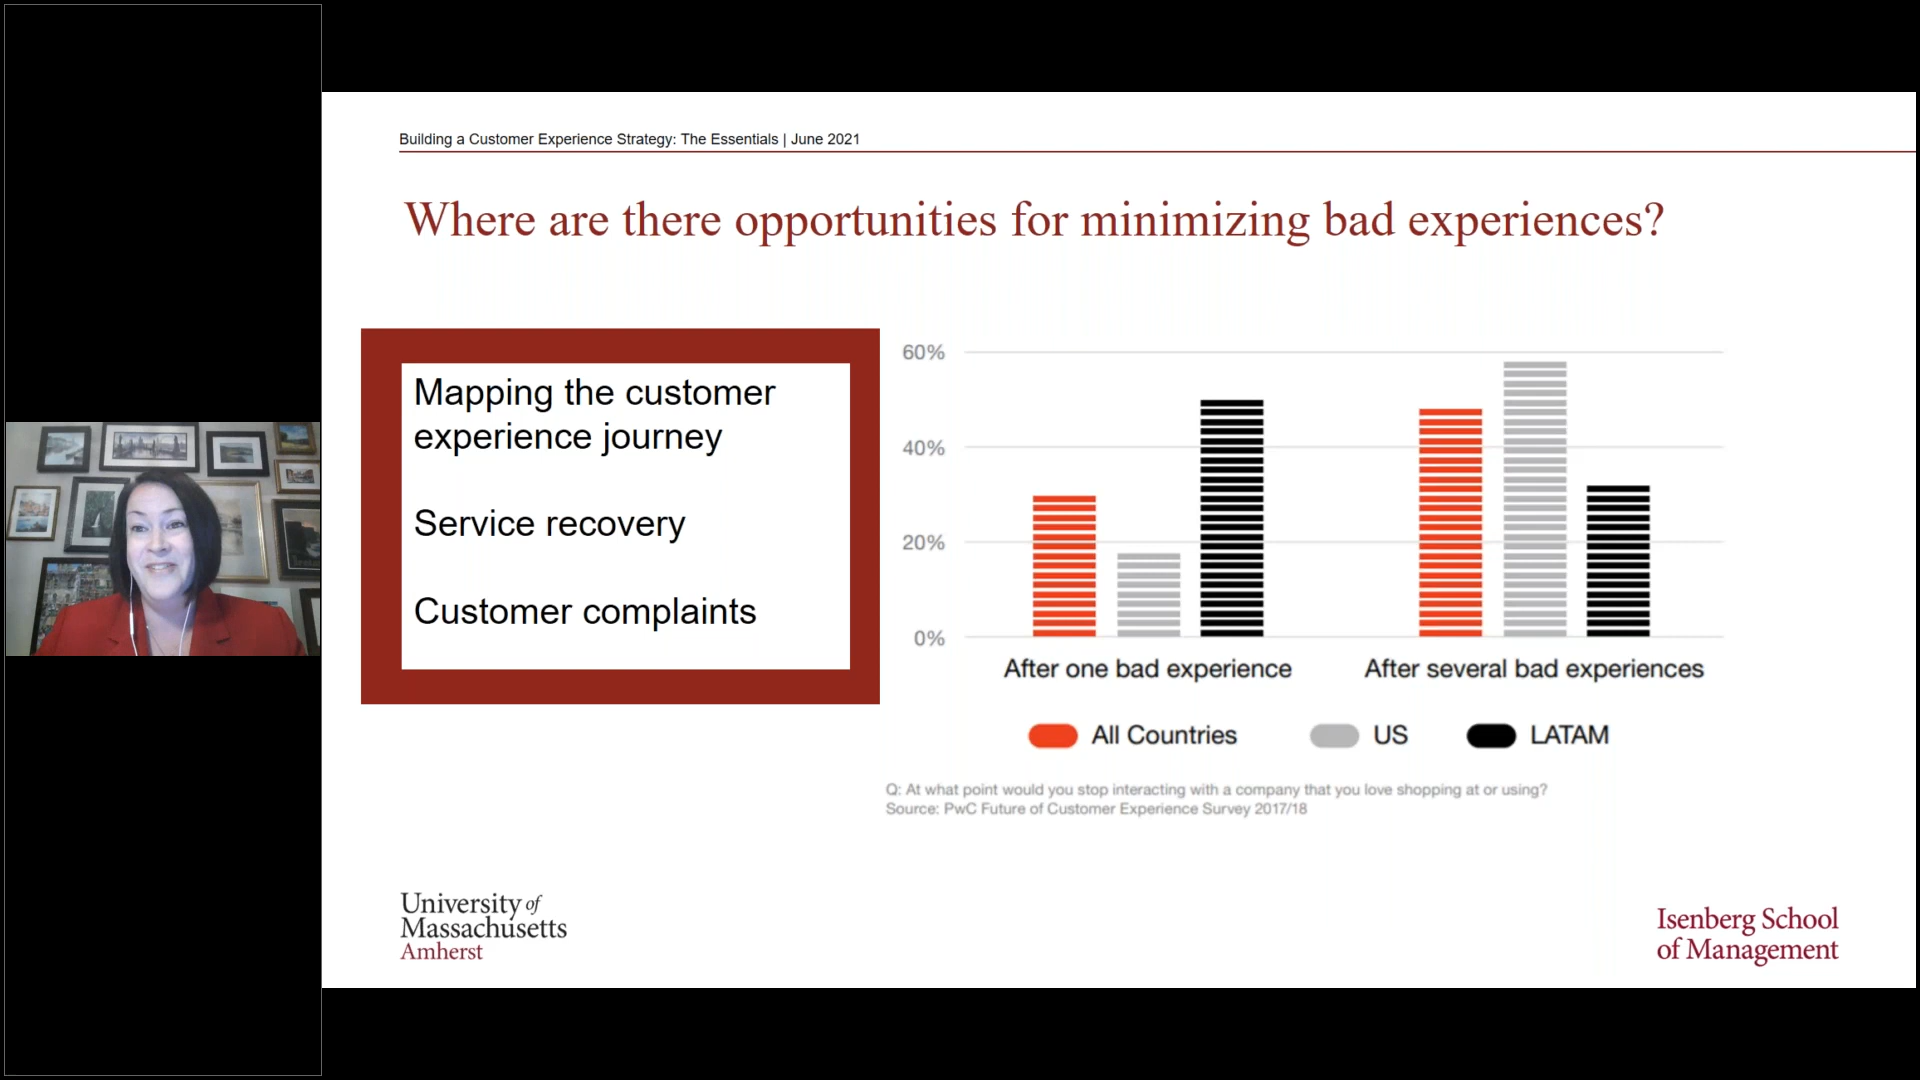 Building a Customer Experience Strategy: The Essentials | June 2021
Where are there opportunities for minimizing bad experiences?
Mapping the customer
experience journey
Service recovery
Customer complaints
60%
40%
20%
0%
After one bad experience
After several bad experiences
All Countries
US
LATAM
Q: At what point would you stop interacting with a company that you love shopping at or using?
Source: PwC Future of Customer Experience Survey 2017/18
University of
Massachusetts
Amherst
Isenberg School
of Management